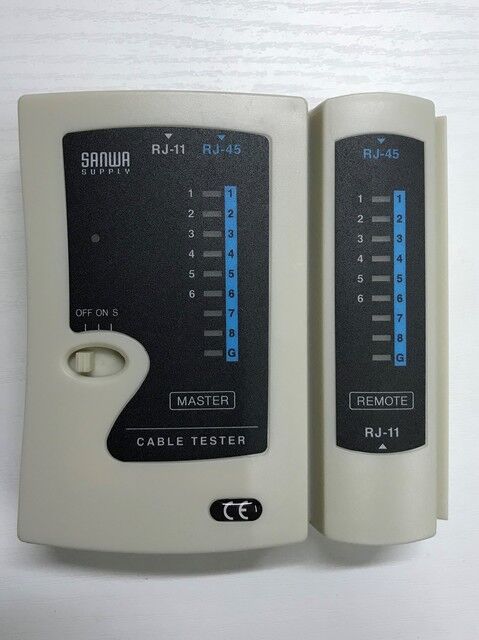 SANWA
SUPPLY
RJ-11 RJ-45
1 1
2 2
3 3
4 4
5 5
6 6
7
8
G
OFF ON S
MASTER
CABLE TESTER
CE
RJ-45
1 1
2 2
3 3
4 4
5 5
6 6
7
8
G
REMOTE
RJ-11